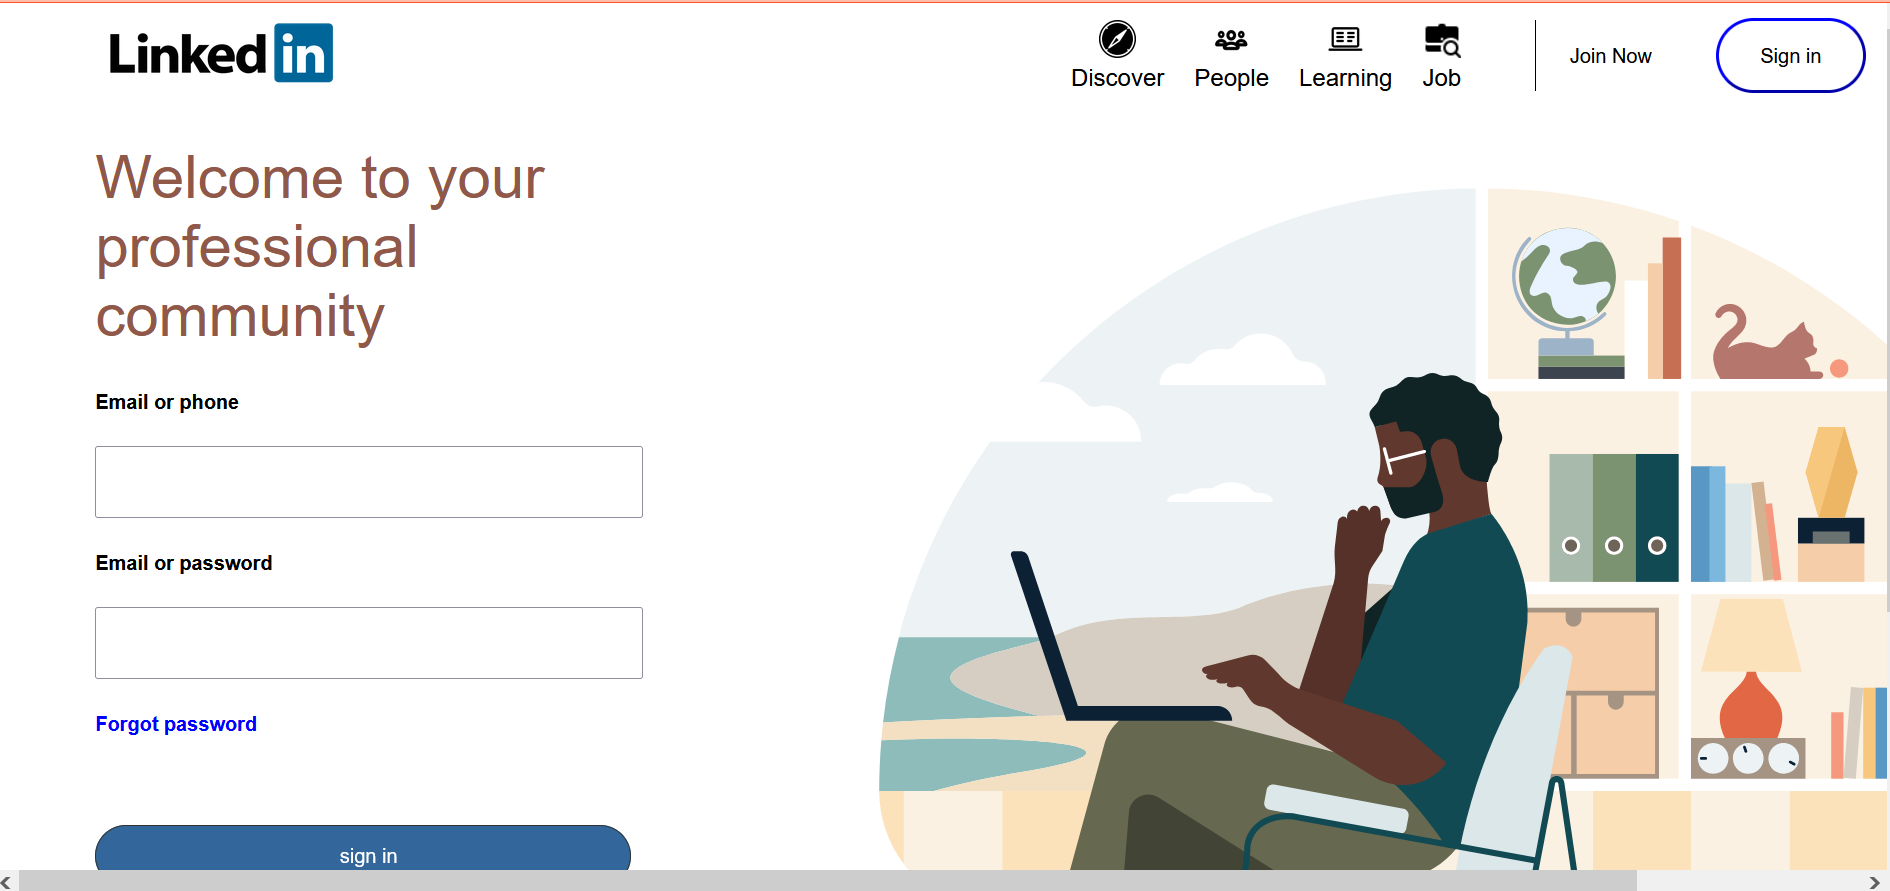 Linked in
Discover People Learning Job
Join Now
Sign in
Welcome to your
professional
community
Email or phone
Email or password
Forgot password
sign in